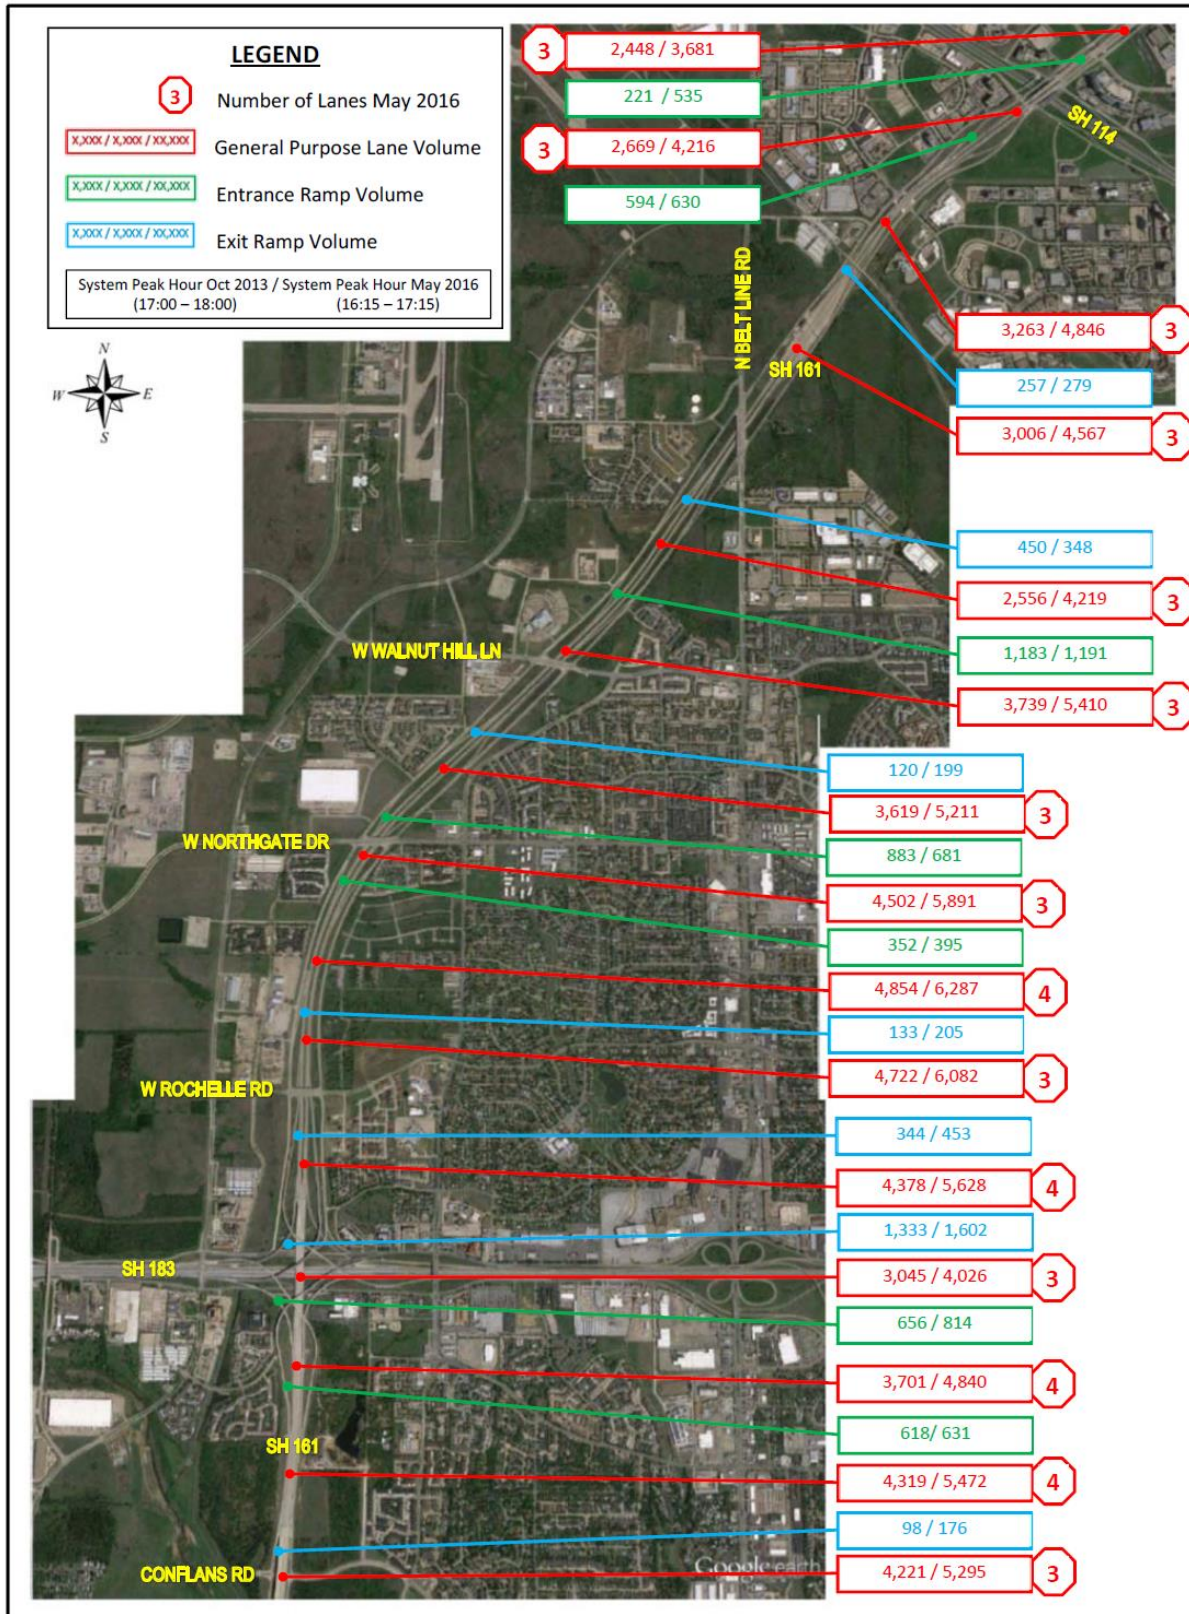 LEGEND
3 Number of Lanes May 2016
X,XXX / X,XXX / XX,XXX General Purpose Lane Volume
X,XXX / X,XXX / XX,XXX Entrance Ramp Volume
X,XXX / X,XXX / XX,XXX Exit Ramp Volume
System Peak Hour Oct 2013 / System Peak Hour May 2016
(17:00 – 18:00) (16:15 – 17:15)
N
W E
S
3 2,448 / 3,681
221 / 535
3 2,669 / 4,216
594 / 630
SH 114
N BELT LINE RD
SH 161
3,263 / 4,846 3
257 / 279
3,006 / 4,567 3
450 / 348
2,556 / 4,219 3
1,183 / 1,191
W WALNUT HILL LN
3,739 / 5,410 3
120 / 199
3,619 / 5,211 3
W NORTHGATE DR
883 / 681
4,502 / 5,891 3
352 / 395
4,854 / 6,287 4
133 / 205
4,722 / 6,082 3
W ROCHELLE RD
344 / 453
4,378 / 5,628 4
1,333 / 1,602
SH 183
3,045 / 4,026 3
656 / 814
3,701 / 4,840 4
618/ 631
SH 161
4,319 / 5,472 4
98 / 176
Google earth
CONFLANS RD
4,221 / 5,295 3